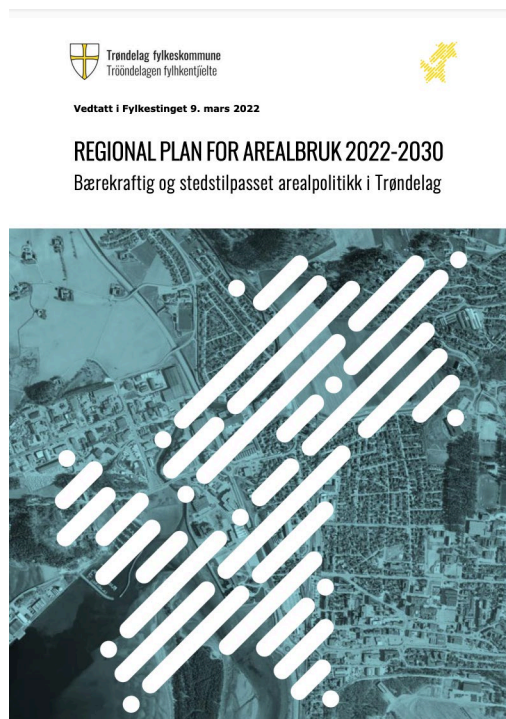 Trøndelag fylkeskommune
Trööndelagen fylhkentjïelte
Vedtatt i Fylkestinget 9. mars 2022
REGIONAL PLAN FOR AREALBRUK 2022-2030
Bærekraftig og stedstilpasset arealpolitikk i Trøndelag